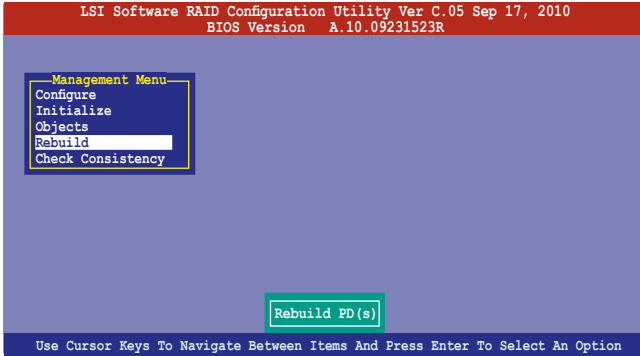 LSI Software RAID Configuration Utility Ver C.05 Sep 17, 2010
BIOS Version A.10.09231523R
Management Menu
Configure
Initialize
Objects
Rebuild
Check Consistency
Rebuild PD(s)
Use Cursor Keys To Navigate Between Items And Press Enter To Select An Option